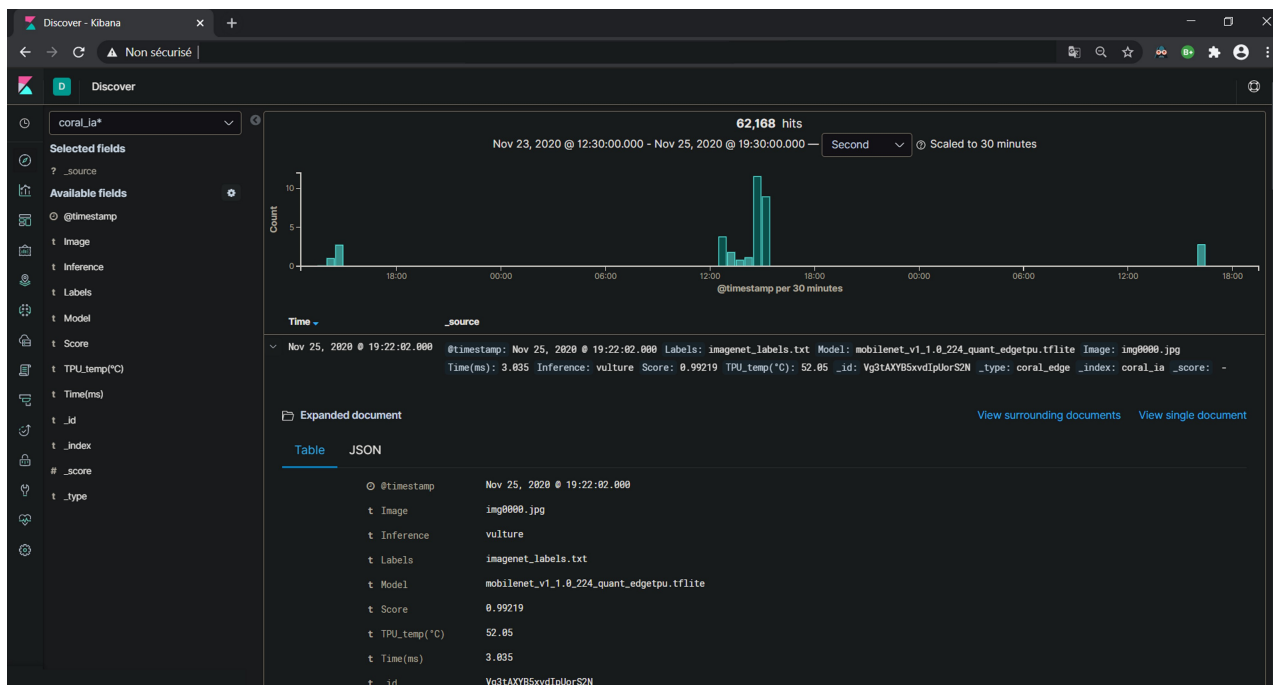 Discover - Kibana
Non sécurisé
D Discover
coral_ia*
Selected fields
? _source
Available fields
@timestamp
t Image
t Inference
t Labels
t Model
t Score
t TPU_temp(°C)
t Time(ms)
t _id
t _index
# _score
t _type
62,168 hits
Nov 23, 2020 @ 12:30:00.000 - Nov 25, 2020 @ 19:30:00.000 — Second Scaled to 30 minutes
Count
10
5
0
18:00 00:00 06:00 12:00 18:00 00:00 06:00 12:00 18:00
@timestamp per 30 minutes
Time _source
Nov 25, 2020 @ 19:22:02.000 @timestamp: Nov 25, 2020 @ 19:22:02.000 Labels: imagenet_labels.txt Model: mobilenet_v1_1.0_224_quant_edgetpu.tflite Image: img0000.jpg
Time(ms): 3.035 Inference: vulture Score: 0.99219 TPU_temp(°C): 52.05 _id: Vg3tAXYB5xvdIpUorS2N _type: coral_edge _index: coral_ia _score: -
Expanded document View surrounding documents View single document
Table JSON
@timestamp Nov 25, 2020 @ 19:22:02.000
t Image img0000.jpg
t Inference vulture
t Labels imagenet_labels.txt
t Model mobilenet_v1_1.0_224_quant_edgetpu.tflite
t Score 0.99219
t TPU_temp(°C) 52.05
t Time(ms) 3.035
t _id Vg3tAXYB5xvdIpUorS2N